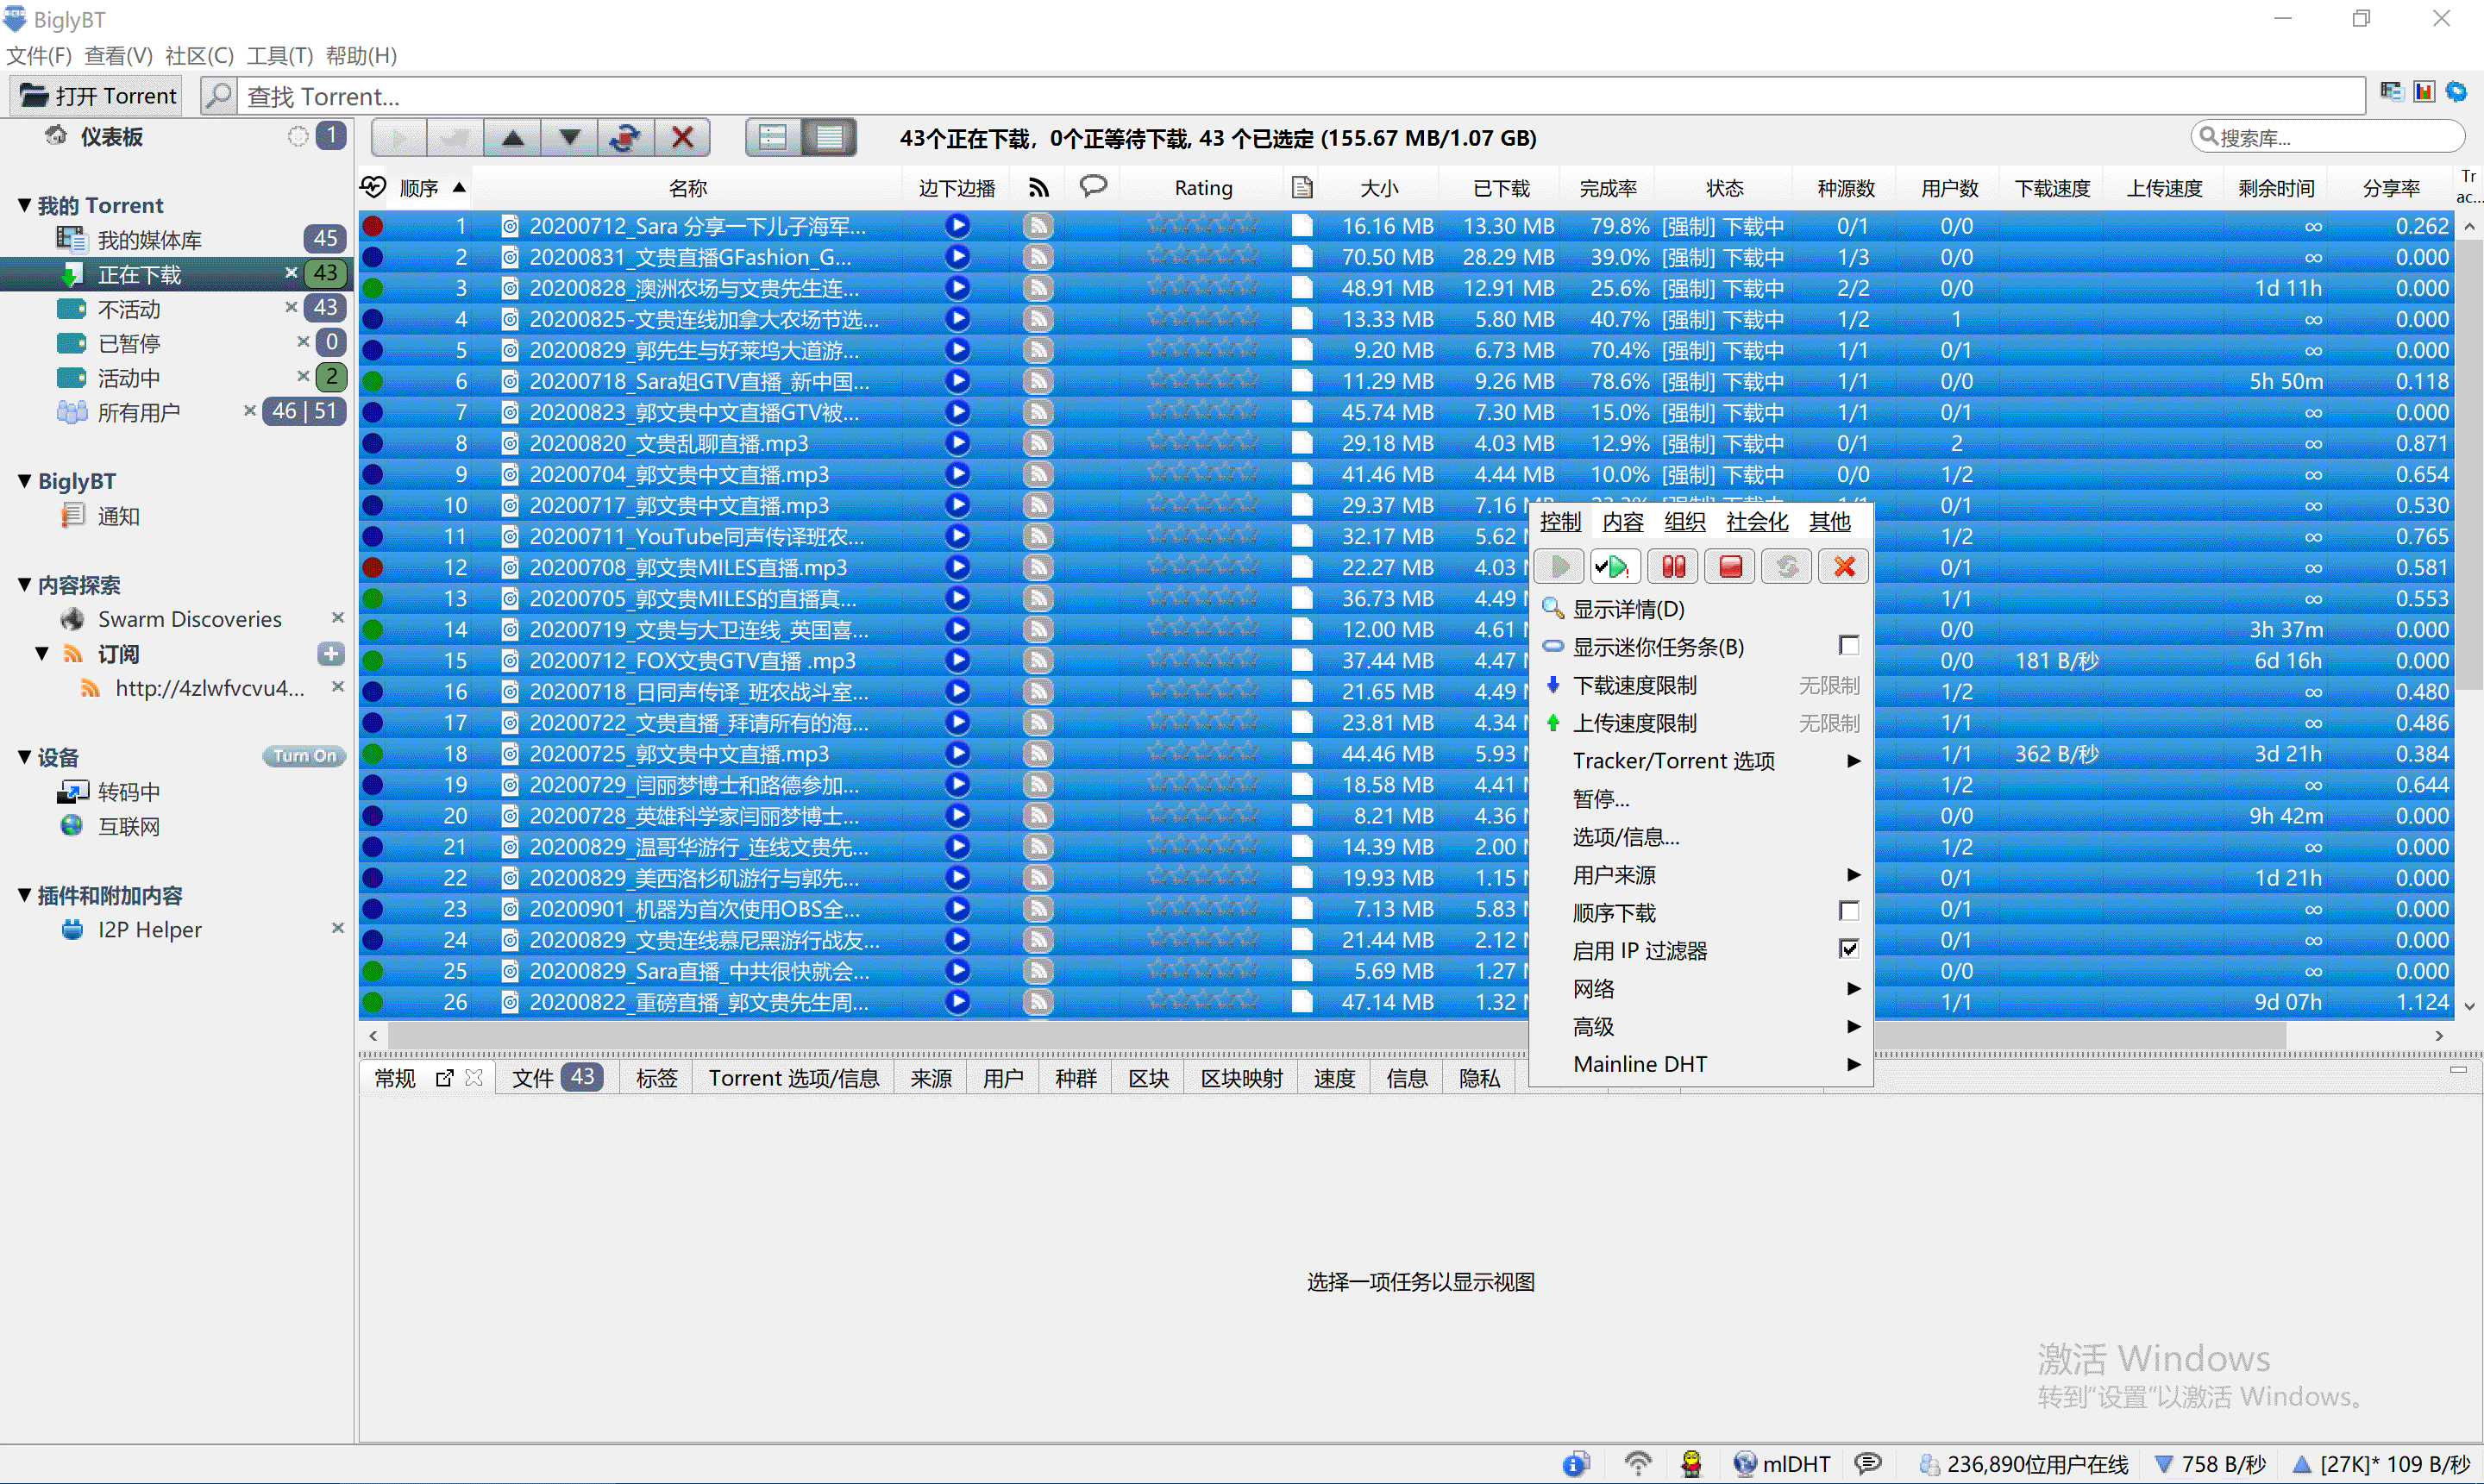 BiglyBT
文件(F) 查看(V) 社区(C) 工具(T) 帮助(H)
打开 Torrent 查找 Torrent...
仪表板 1
43个正在下载，0个正等待下载, 43 个已选定 (155.67 MB/1.07 GB) 搜索库...
我的 Torrent
我的媒体库 45
正在下载 43
不活动 43
已暂停 0
活动中 2
所有用户 46 | 51
BiglyBT
通知
内容探索
Swarm Discoveries
订阅
http://4zlwfvcvu4...
设备 Turn On
转码中
互联网
插件和附加内容
I2P Helper
顺序 名称 边下边播 Rating 大小 已下载 完成率 状态 种源数 用户数 下载速度 上传速度 剩余时间 分享率 Tr ac...
1 20200712_Sara 分享一下儿子海军... 16.16 MB 13.30 MB 79.8% [强制] 下载中 0/1 0/0 ∞ 0.262
2 20200831_文贵直播GFashion_G... 70.50 MB 28.29 MB 39.0% [强制] 下载中 1/3 0/0 ∞ 0.000
3 20200828_澳洲农场与文贵先生连... 48.91 MB 12.91 MB 25.6% [强制] 下载中 2/2 0/0 1d 11h 0.000
4 20200825-文贵连线加拿大农场节选... 13.33 MB 5.80 MB 40.7% [强制] 下载中 1/2 1 ∞ 0.000
5 20200829_郭先生与好莱坞大道游... 9.20 MB 6.73 MB 70.4% [强制] 下载中 1/1 0/1 ∞ 0.000
6 20200718_Sara姐GTV直播_新中国... 11.29 MB 9.26 MB 78.6% [强制] 下载中 1/1 0/0 5h 50m 0.118
7 20200823_郭文贵中文直播GTV被... 45.74 MB 7.30 MB 15.0% [强制] 下载中 1/1 0/1 ∞ 0.000
8 20200820_文贵乱聊直播.mp3 29.18 MB 4.03 MB 12.9% [强制] 下载中 0/1 2 ∞ 0.871
9 20200704_郭文贵中文直播.mp3 41.46 MB 4.44 MB 10.0% [强制] 下载中 0/0 1/2 ∞ 0.654
10 20200717_郭文贵中文直播.mp3 29.37 MB 7.16 0/1 ∞ 0.530
11 20200711_YouTube同声传译班农... 32.17 MB 5.62 1/2 ∞ 0.765
12 20200708_郭文贵MILES直播.mp3 22.27 MB 4.03 0/1 ∞ 0.581
13 20200705_郭文贵MILES的直播真... 36.73 MB 4.49 1/1 ∞ 0.553
14 20200719_文贵与大卫连线_英国喜... 12.00 MB 4.61 0/0 3h 37m 0.000
15 20200712_FOX文贵GTV直播 .mp3 37.44 MB 4.47 0/0 181 B/秒 6d 16h 0.000
16 20200718_日同声传译_班农战斗室... 21.65 MB 4.49 1/2 ∞ 0.480
17 20200722_文贵直播_拜请所有的海... 23.81 MB 4.34 1/1 ∞ 0.486
18 20200725_郭文贵中文直播.mp3 44.46 MB 5.93 1/1 362 B/秒 3d 21h 0.384
19 20200729_闫丽梦博士和路德参加... 18.58 MB 4.41 1/2 ∞ 0.644
20 20200728_英雄科学家闫丽梦博士... 8.21 MB 4.36 0/0 9h 42m 0.000
21 20200829_温哥华游行_连线文贵先... 14.39 MB 2.00 1/2 ∞ 0.000
22 20200829_美西洛杉矶游行与郭先... 19.93 MB 1.15 0/1 1d 21h 0.000
23 20200901_机器为首次使用OBS全... 7.13 MB 5.83 0/1 ∞ 0.000
24 20200829_文贵连线慕尼黑游行战友... 21.44 MB 2.12 0/1 ∞ 0.000
25 20200829_Sara直播_中共很快就会... 5.69 MB 1.27 0/0 ∞ 0.000
26 20200822_重磅直播_郭文贵先生周... 47.14 MB 1.32 1/1 9d 07h 1.124
控制 内容 组织 社会化 其他
显示详情(D)
显示迷你任务条(B)
下载速度限制 无限制
上传速度限制 无限制
Tracker/Torrent 选项
暂停...
选项/信息...
用户来源
顺序下载
启用 IP 过滤器
网络
高级
Mainline DHT
常规 文件 43 标签 Torrent 选项/信息 来源 用户 种群 区块 区块映射 速度 信息 隐私
选择一项任务以显示视图
激活 Windows
转到"设置"以激活 Windows。
mlDHT 236,890位用户在线 758 B/秒 [27K]* 109 B/秒